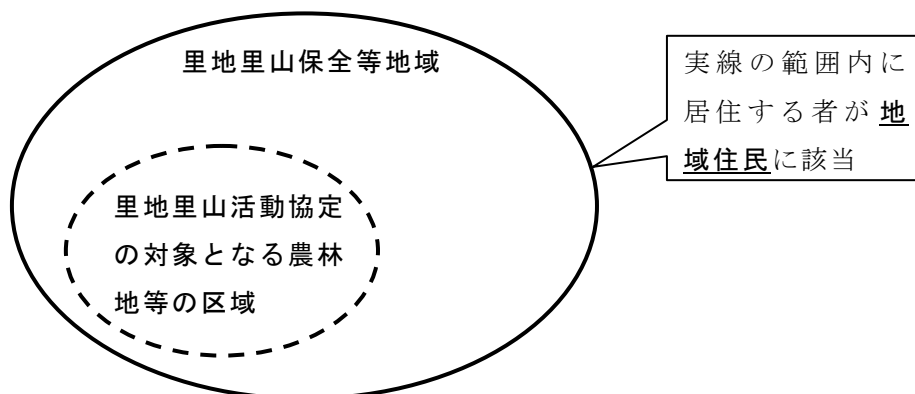 里地里山保全等地域
実線の範囲内に
居住する者が地
域住民に該当
里地里山活動協定
の対象となる農林
地等の区域